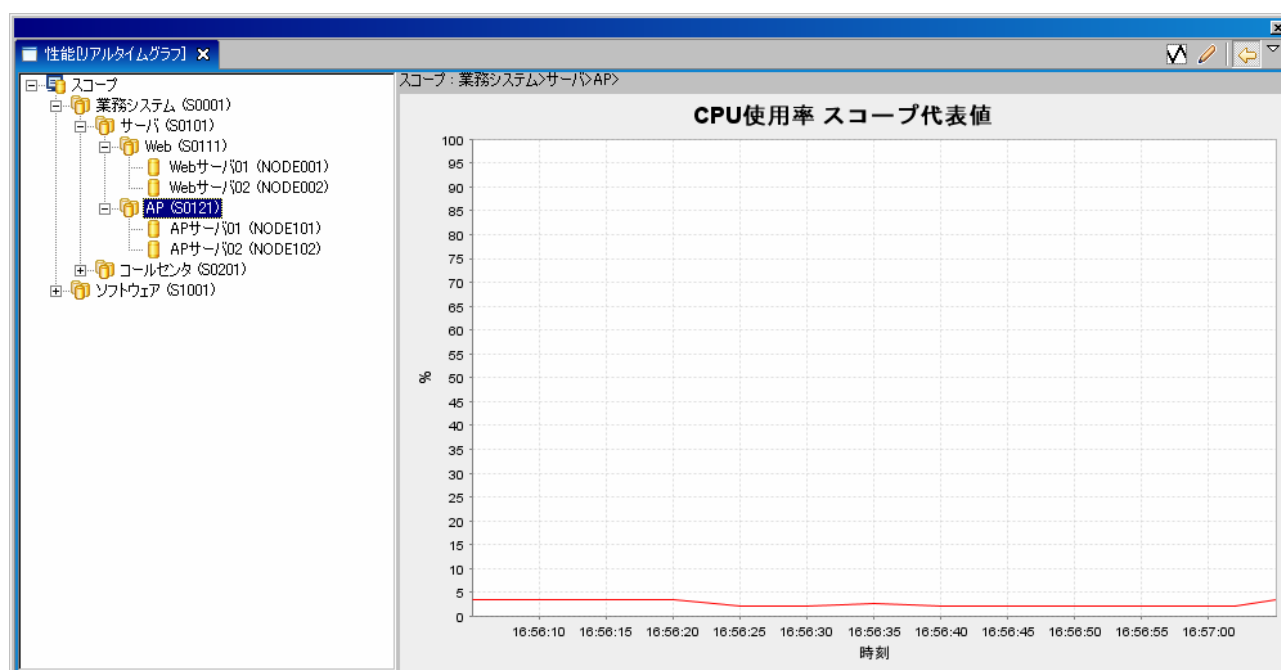 性能[リアルタイムグラフ]
スコープ
業務システム (S0001)
サーバ (S0101)
Web (S0111)
Webサーバ01 (NODE001)
Webサーバ02 (NODE002)
AP (S0121)
APサーバ01 (NODE101)
APサーバ02 (NODE102)
コールセンタ (S0201)
ソフトウェア (S1001)
スコープ : 業務システム>サーバ>AP>
CPU使用率 スコープ代表値
100
95
90
85
80
75
70
65
60
55
50
45
40
35
30
25
20
15
10
5
0
%
16:56:10 16:56:15 16:56:20 16:56:25 16:56:30 16:56:35 16:56:40 16:56:45 16:56:50 16:56:55 16:57:00
時刻